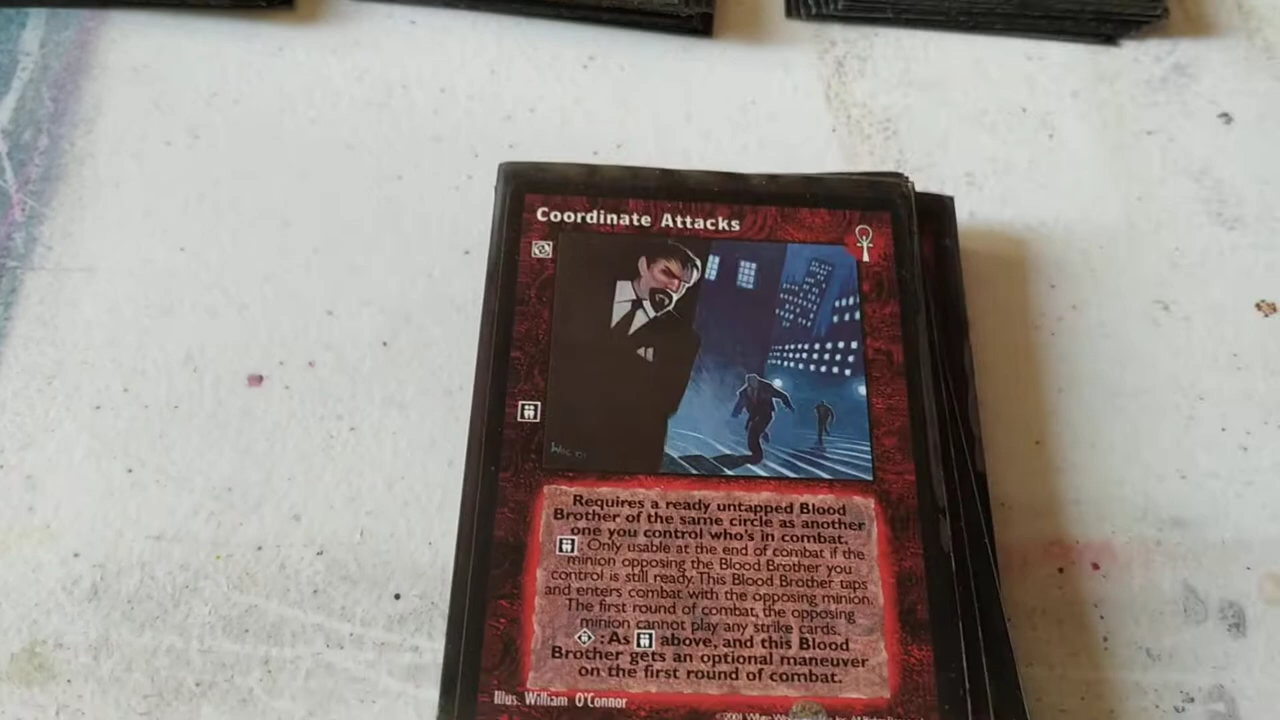 Coordinate Attacks
Requires a ready untapped Blood
Brother of the same circle as another
one you control who's in combat.
: Only usable at the end of combat if the
minion opposing the Blood Brother you
control is still ready. This Blood Brother taps
and enters combat with the opposing minion.
The first round of combat, the opposing
minion cannot play any strike cards.
: As above, and this Blood
Brother gets an optional maneuver
on the first round of combat.
Illus. William O'Connor
©2001 White